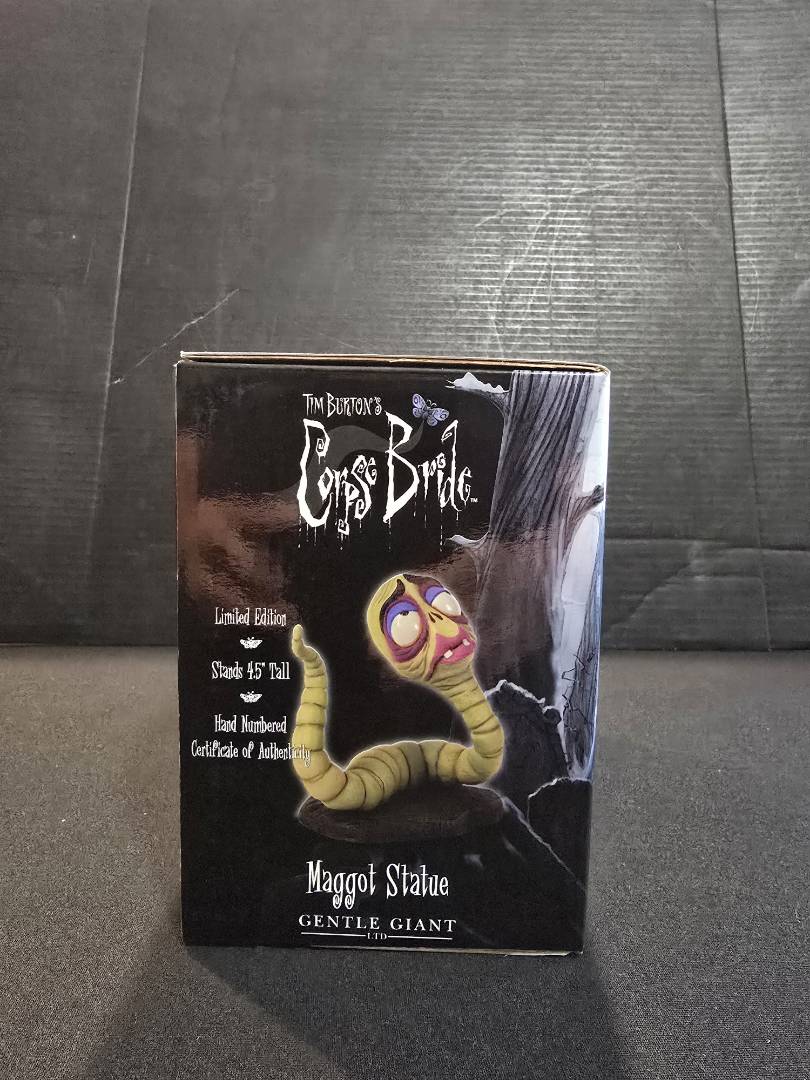 TIM BURTON'S
Corpse Bride™
Limited Edition
Stands 4.5" Tall
Hand Numbered
Certificate of Authenticity
Maggot Statue
GENTLE GIANT
LTD